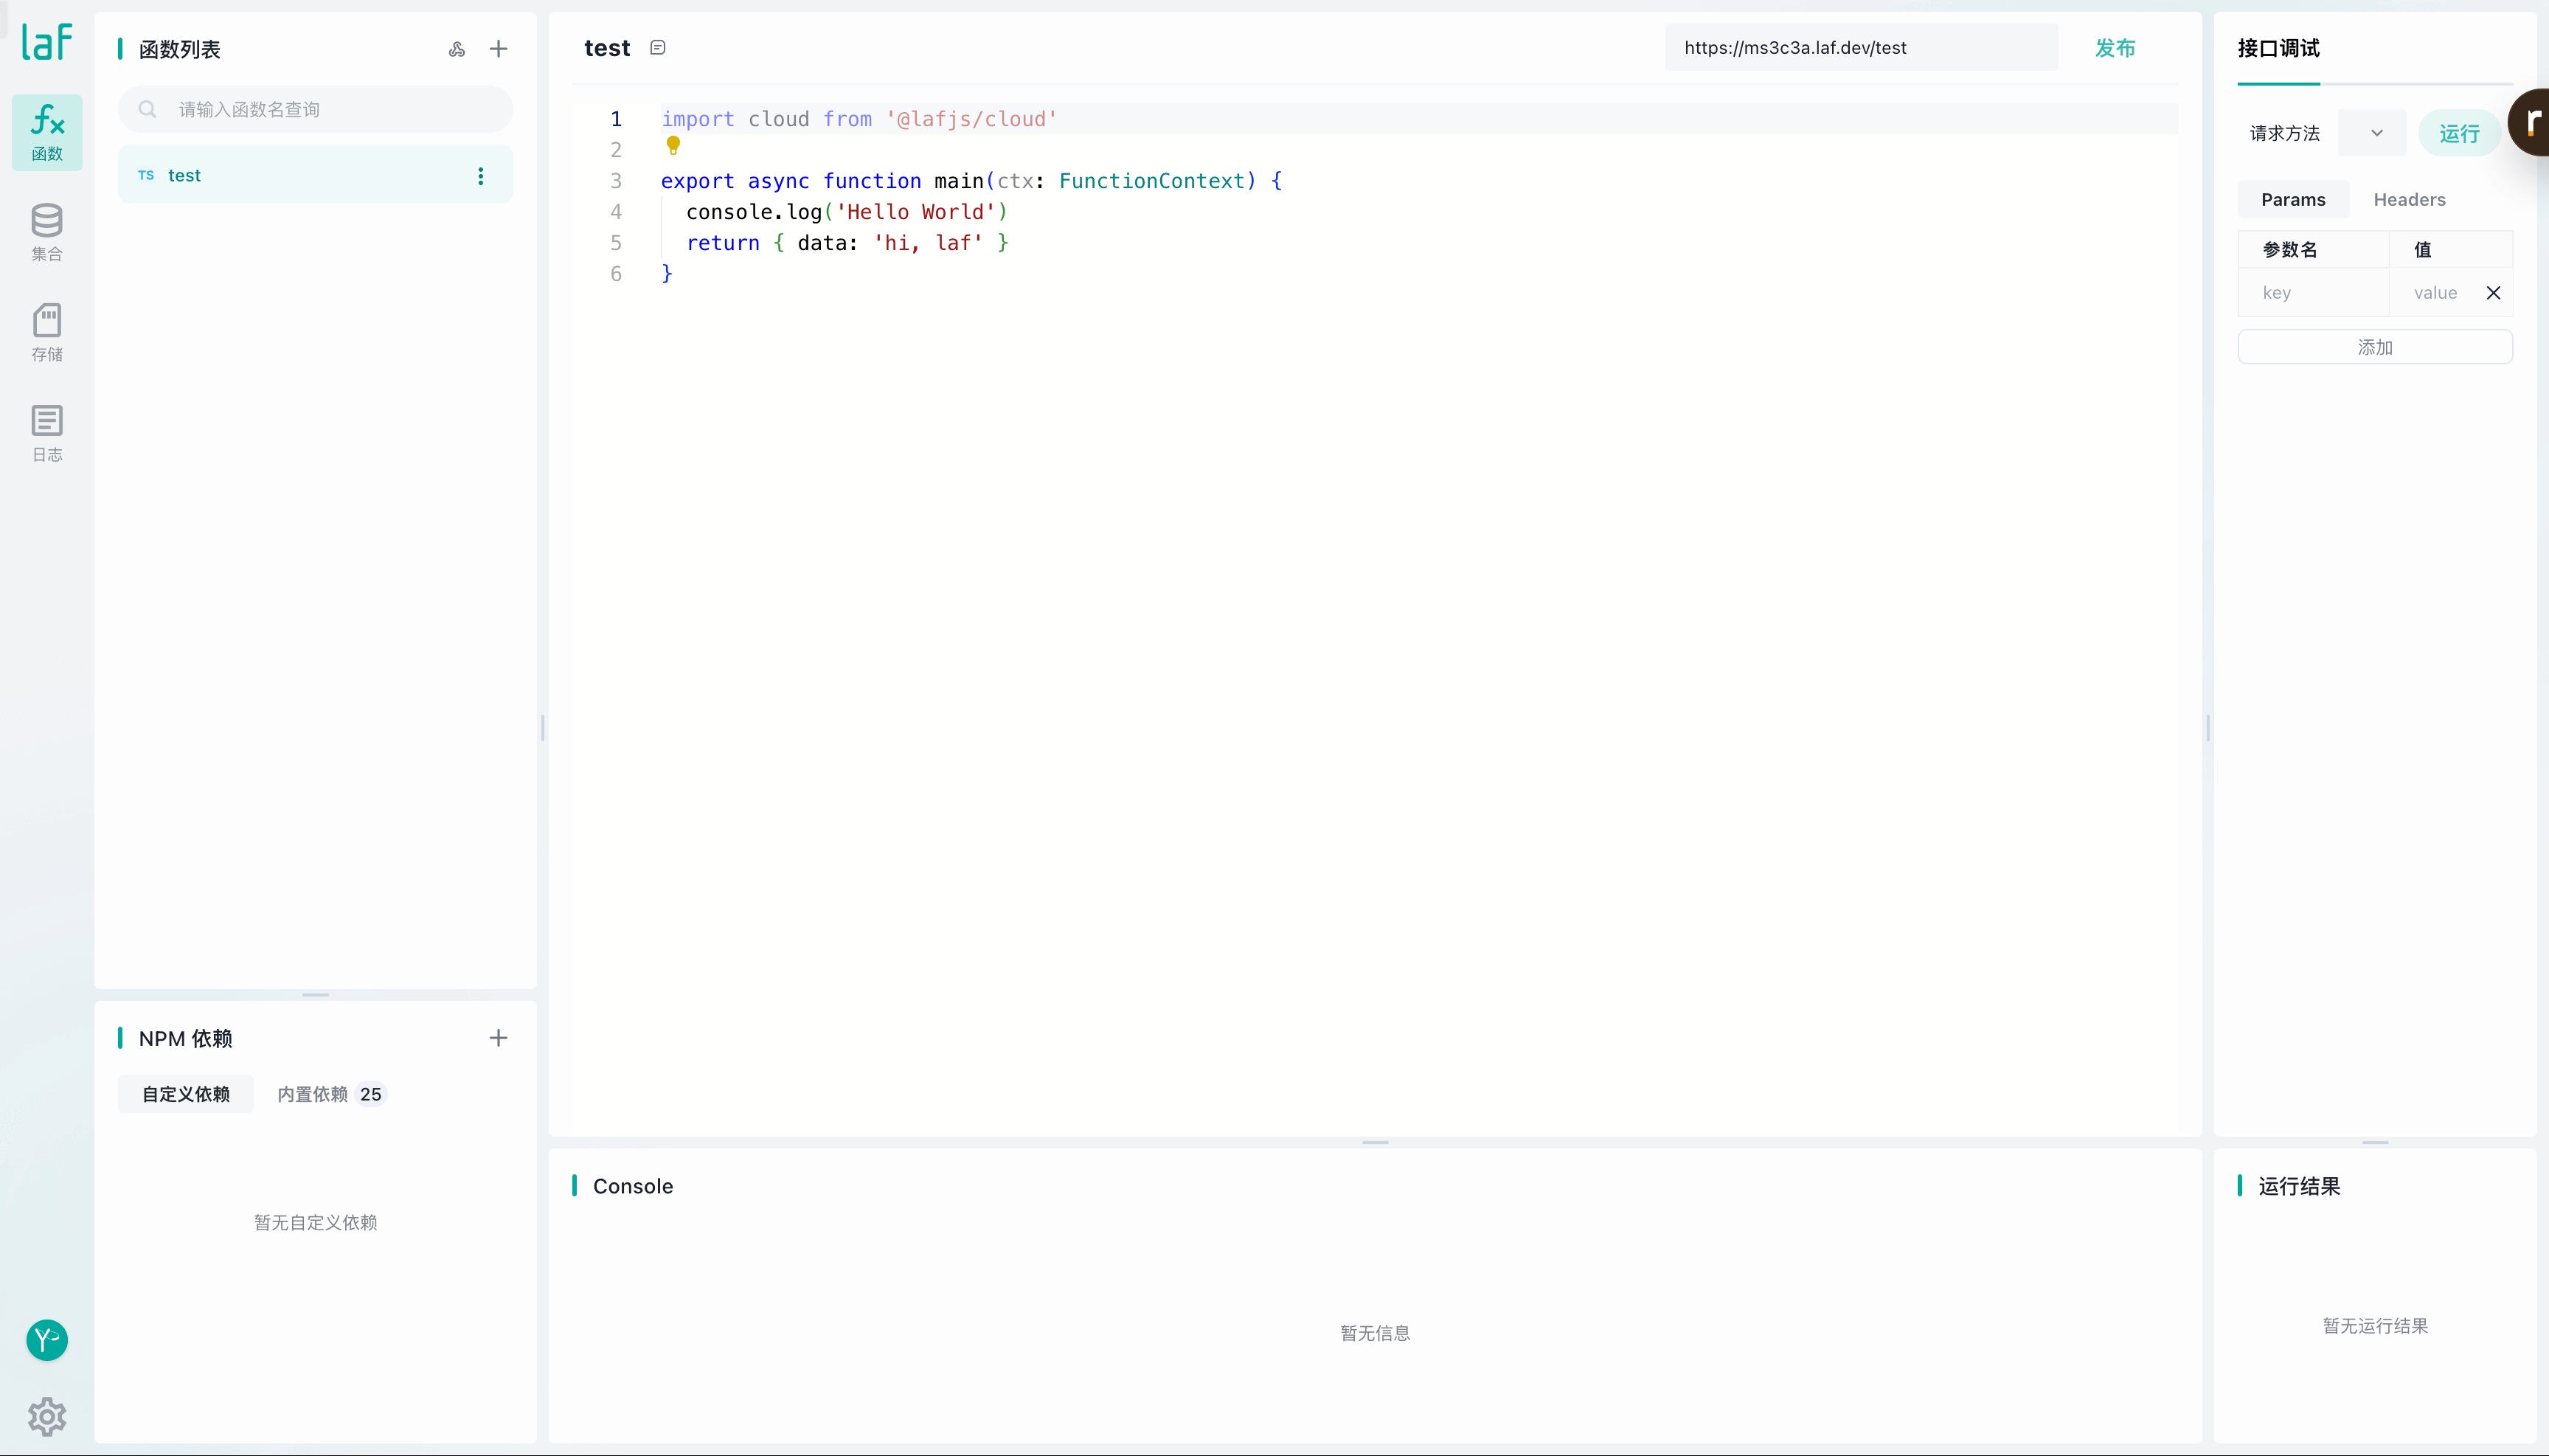 laf
函数
集合
存储
日志
函数列表
请输入函数名查询
TS test
NPM 依赖
自定义依赖 内置依赖 25
暂无自定义依赖
test
https://ms3c3a.laf.dev/test 发布
1 import cloud from '@lafjs/cloud'
2
3 export async function main(ctx: FunctionContext) {
4 console.log('Hello World')
5 return { data: 'hi, laf' }
6 }
Console
暂无信息
接口调试
请求方法 运行
r
Params Headers
参数名 值
key value
添加
运行结果
暂无运行结果